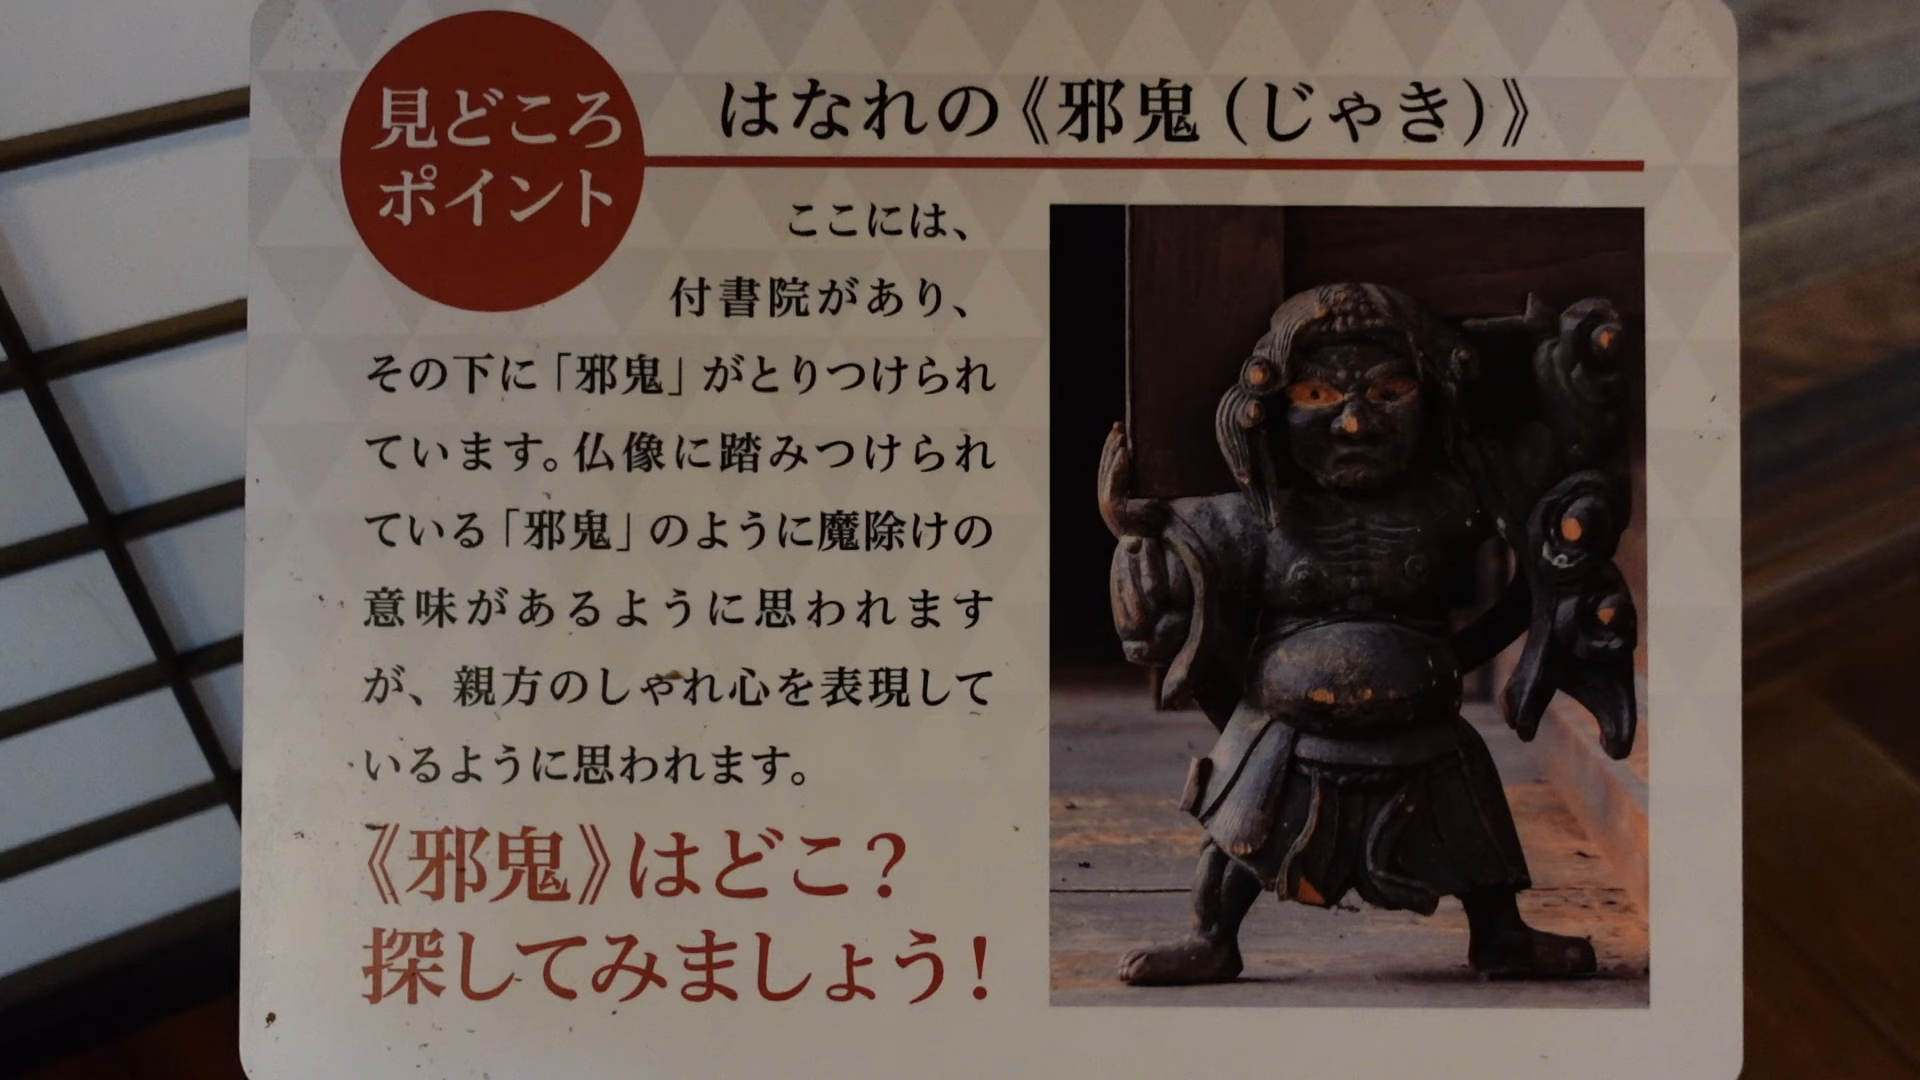 見どころ
ポイント
はなれの《邪鬼（じゃき）》
ここには、
付書院があり、
その下に「邪鬼」がとりつけられ
ています。仏像に踏みつけられ
ている「邪鬼」のように魔除けの
意味があるように思われます
が、親方のしゃれ心を表現して
いるように思われます。
《邪鬼》はどこ？
探してみましょう！